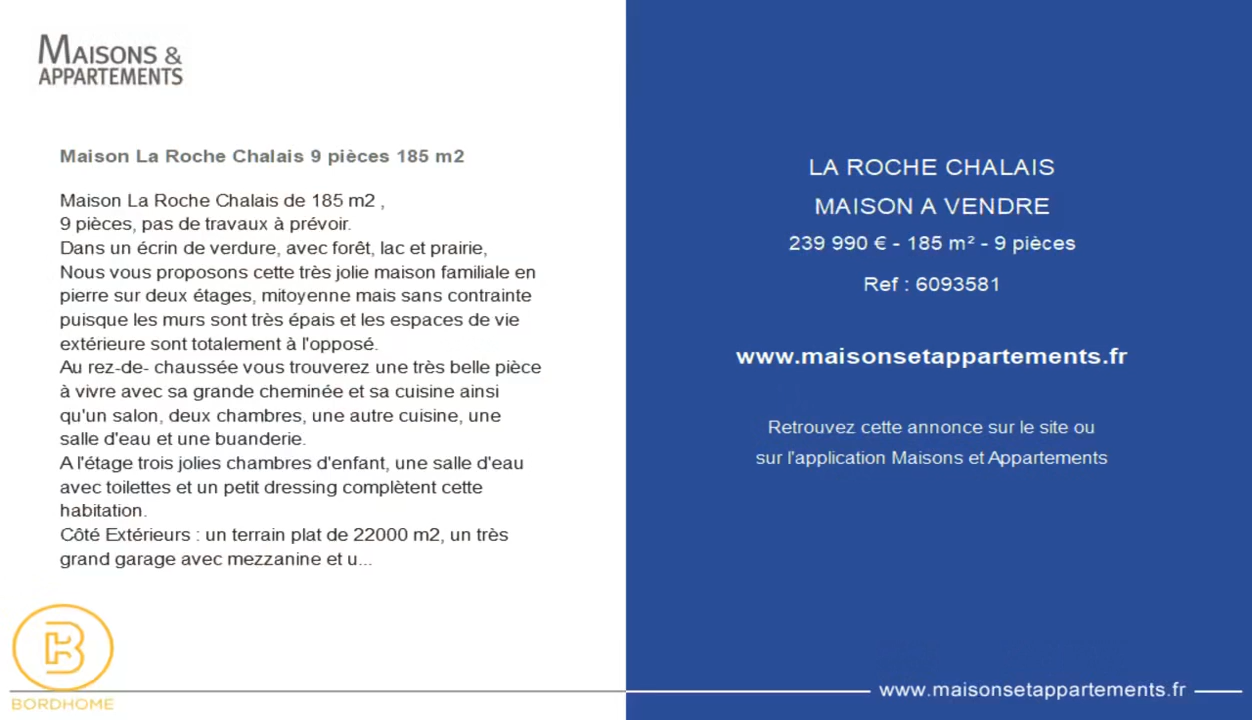 MAISONS &
APPARTEMENTS
Maison La Roche Chalais 9 pièces 185 m2
Maison La Roche Chalais de 185 m2 ,
9 pièces, pas de travaux à prévoir.
Dans un écrin de verdure, avec forêt, lac et prairie,
Nous vous proposons cette très jolie maison familiale en
pierre sur deux étages, mitoyenne mais sans contrainte
puisque les murs sont très épais et les espaces de vie
extérieure sont totalement à l'opposé.
Au rez-de- chaussée vous trouverez une très belle pièce
à vivre avec sa grande cheminée et sa cuisine ainsi
qu'un salon, deux chambres, une autre cuisine, une
salle d'eau et une buanderie.
A l'étage trois jolies chambres d'enfant, une salle d'eau
avec toilettes et un petit dressing complètent cette
habitation.
Côté Extérieurs : un terrain plat de 22000 m2, un très
grand garage avec mezzanine et u...
BORDHOME
LA ROCHE CHALAIS
MAISON A VENDRE
239 990 € - 185 m² - 9 pièces
Ref : 6093581
www.maisonsetappartements.fr
Retrouvez cette annonce sur le site ou
sur l'application Maisons et Appartements
www.maisonsetappartements.fr